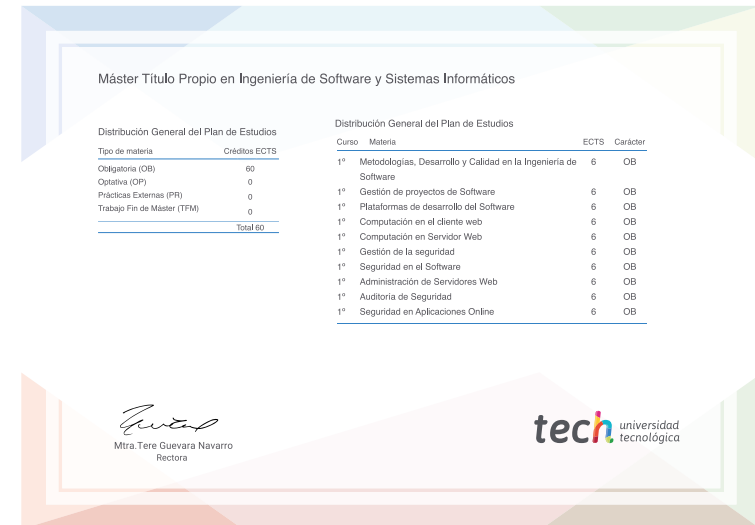 Máster Título Propio en Ingeniería de Software y Sistemas Informáticos
Distribución General del Plan de Estudios
Tipo de materia Créditos ECTS
Obligatoria (OB) 60
Optativa (OP) 0
Prácticas Externas (PR) 0
Trabajo Fin de Máster (TFM) 0
Total 60
Distribución General del Plan de Estudios
Curso Materia ECTS Carácter
1º Metodologías, Desarrollo y Calidad en la Ingeniería de 6 OB
Software
1º Gestión de proyectos de Software 6 OB
1º Plataformas de desarrollo del Software 6 OB
1º Computación en el cliente web 6 OB
1º Computación en Servidor Web 6 OB
1º Gestión de la seguridad 6 OB
1º Seguridad en el Software 6 OB
1º Administración de Servidores Web 6 OB
1º Auditoría de Seguridad 6 OB
1º Seguridad en Aplicaciones Online 6 OB
Mtra.Tere Guevara Navarro
Rectora
tech universidad
tecnológica